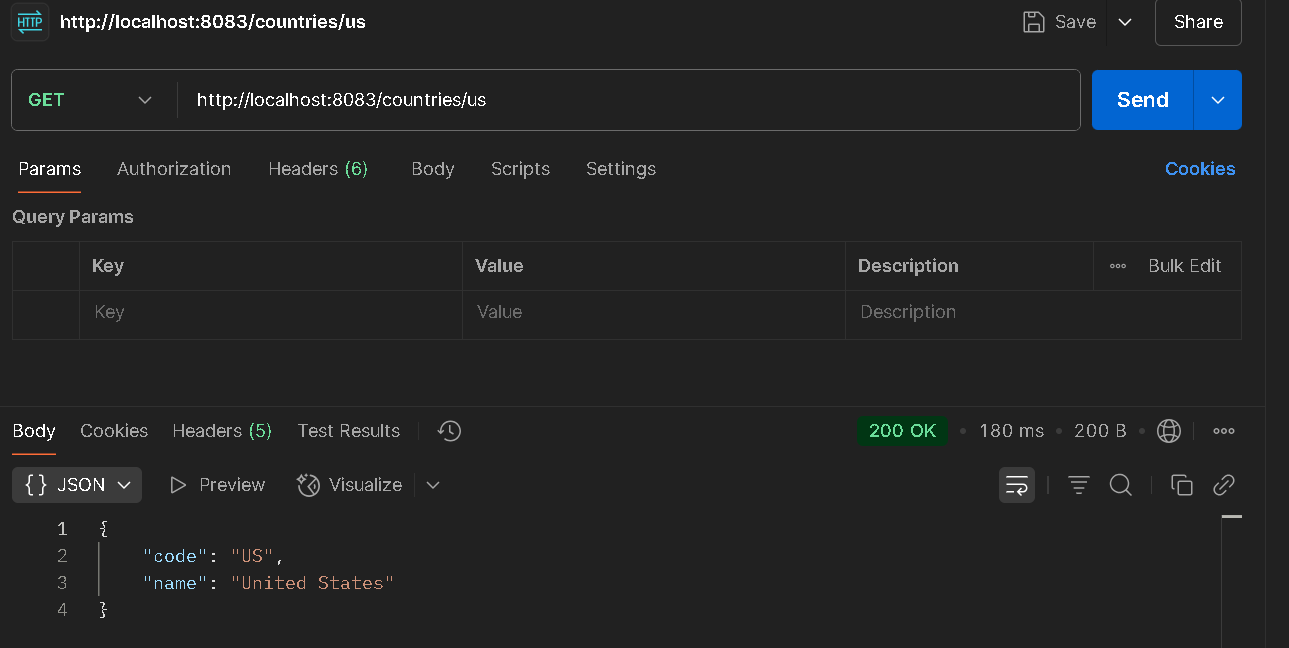 HTTP http://localhost:8083/countries/us Save Share
GET http://localhost:8083/countries/us Send
Params Authorization Headers (6) Body Scripts Settings Cookies
Query Params
Key Value Description Bulk Edit
Key Value Description
Body Cookies Headers (5) Test Results 200 OK • 180 ms • 200 B •
{} JSON Preview Visualize
1 {
2 "code": "US",
3 "name": "United States"
4 }